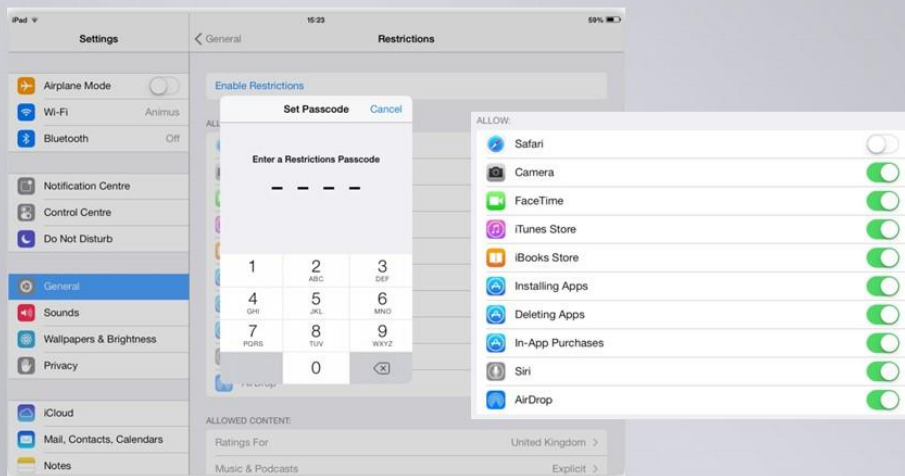 iPad 15:23 59%
Settings
General Restrictions
Airplane Mode
Wi-Fi Animus
Bluetooth Off
Notification Centre
Control Centre
Do Not Disturb
General
Sounds
Wallpapers & Brightness
Privacy
iCloud
Mail, Contacts, Calendars
Notes
Enable Restrictions
Set Passcode Cancel
Enter a Restrictions Passcode
1 2 3
ABC DEF
4 5 6
GHI JKL MNO
7 8 9
PQRS TUV WXYZ
0
AirDrop
ALLOWED CONTENT:
Ratings For United Kingdom
Music & Podcasts Explicit
ALLOW:
Safari
Camera
FaceTime
iTunes Store
iBooks Store
Installing Apps
Deleting Apps
In-App Purchases
Siri
AirDrop